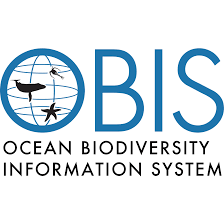 OBIS
OCEAN BIODIVERSITY
INFORMATION SYSTEM